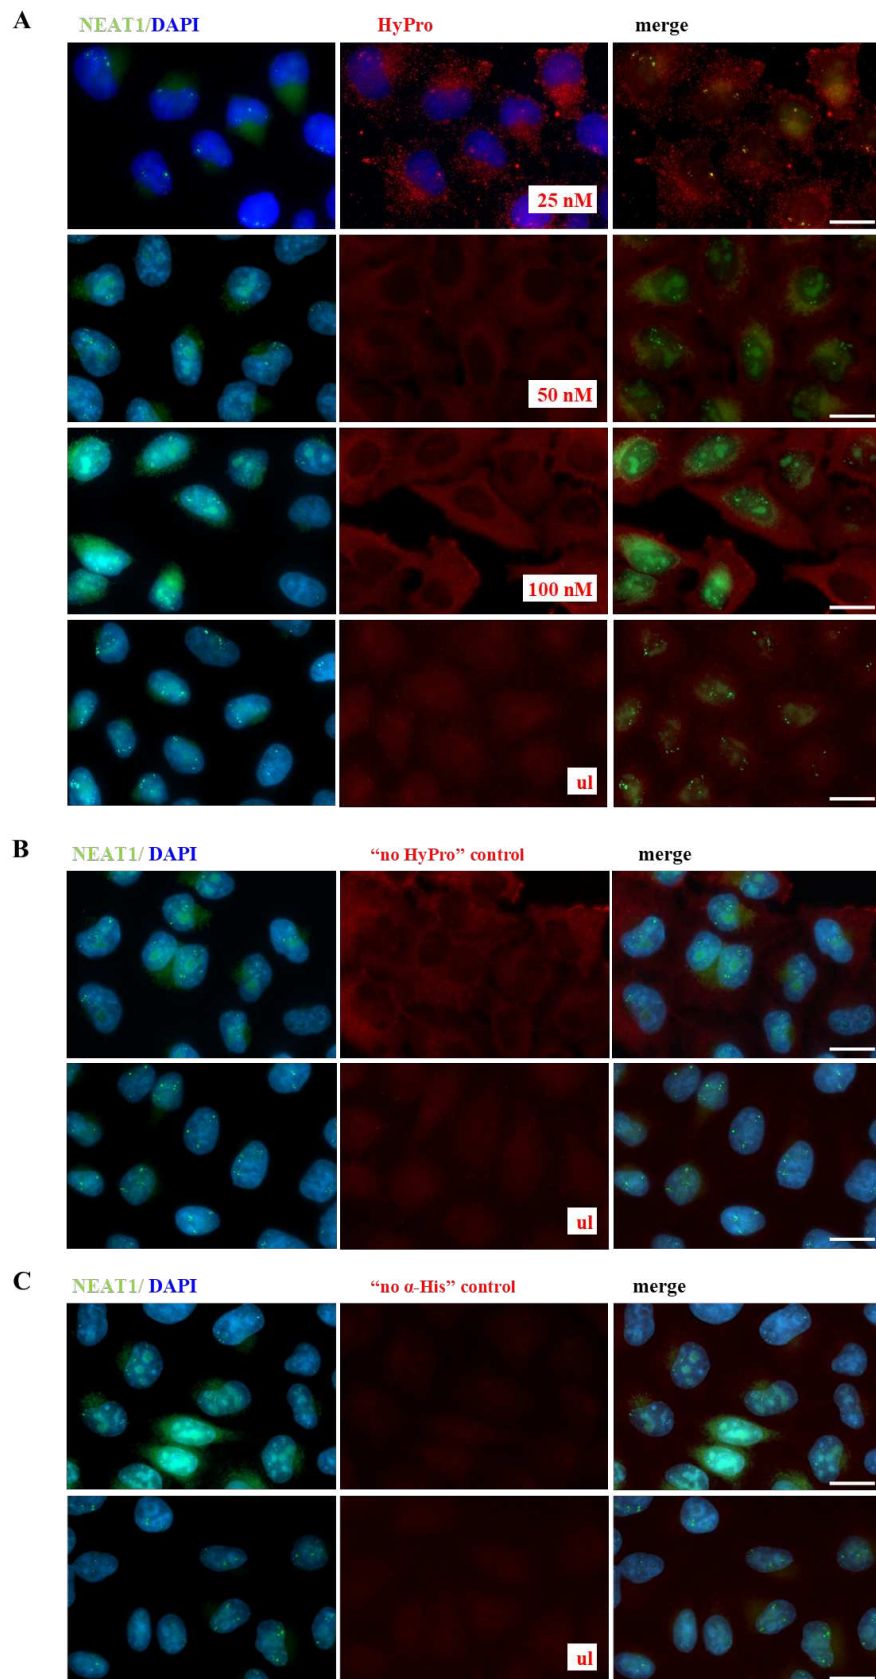 A
NEAT1/DAPI HyPro merge
25 nM
50 nM
100 nM
ul
B
NEAT1/ DAPI “no HyPro” control merge
ul
C
NEAT1/ DAPI “no α-His” control merge
ul